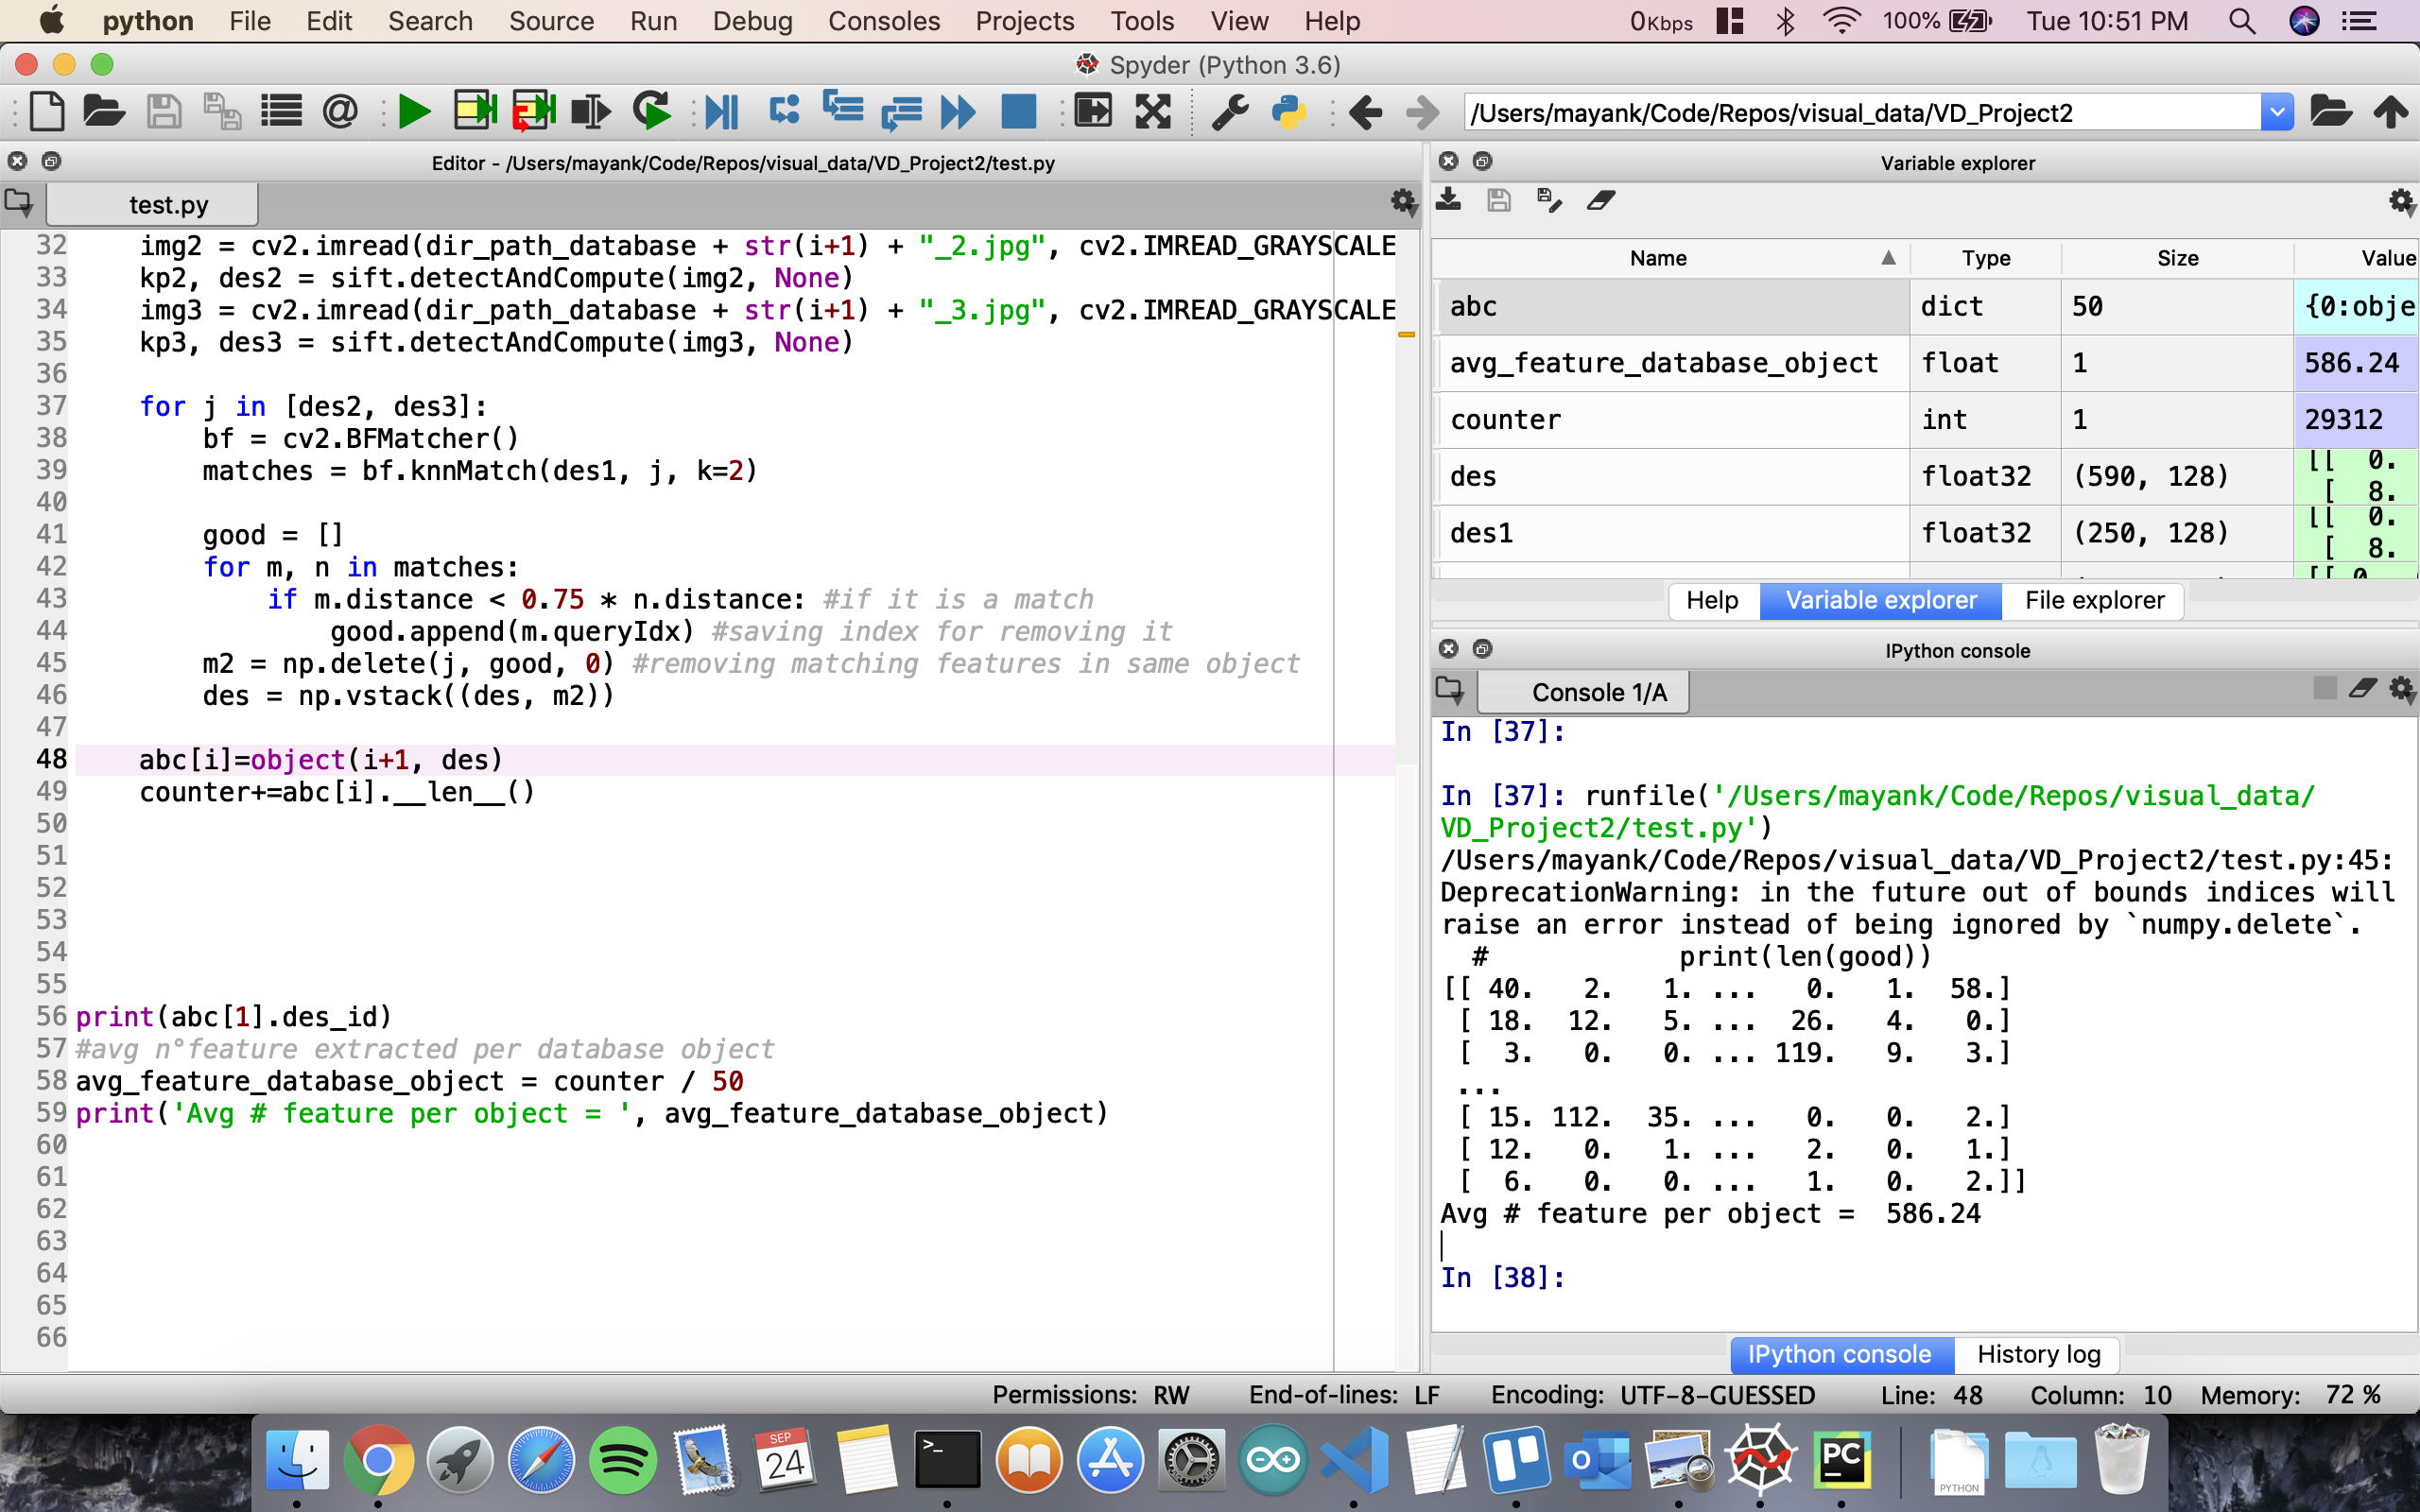 python File Edit Search Source Run Debug Consoles Projects Tools View Help 0Kbps 100% Tue 10:51 PM
Spyder (Python 3.6)
/Users/mayank/Code/Repos/visual_data/VD_Project2
Editor - /Users/mayank/Code/Repos/visual_data/VD_Project2/test.py
test.py
32 img2 = cv2.imread(dir_path_database + str(i+1) + "_2.jpg", cv2.IMREAD_GRAYSCALE
33 kp2, des2 = sift.detectAndCompute(img2, None)
34 img3 = cv2.imread(dir_path_database + str(i+1) + "_3.jpg", cv2.IMREAD_GRAYSCALE
35 kp3, des3 = sift.detectAndCompute(img3, None)
36
37 for j in [des2, des3]:
38 bf = cv2.BFMatcher()
39 matches = bf.knnMatch(des1, j, k=2)
40
41 good = []
42 for m, n in matches:
43 if m.distance < 0.75 * n.distance: #if it is a match
44 good.append(m.queryIdx) #saving index for removing it
45 m2 = np.delete(j, good, 0) #removing matching features in same object
46 des = np.vstack((des, m2))
47
48 abc[i]=object(i+1, des)
49 counter+=abc[i].__len__()
50
51
52
53
54
55
56 print(abc[1].des_id)
57 #avg n°feature extracted per database object
58 avg_feature_database_object = counter / 50
59 print('Avg # feature per object = ', avg_feature_database_object)
60
61
62
63
64
65
66
Variable explorer
Name Type Size Value
abc dict 50 {0:obje
avg_feature_database_object float 1 586.24
counter int 1 29312
des float32 (590, 128) [[ 0.
[ 8.
des1 float32 (250, 128) [[ 0.
[ 8.
[[ 0
Help Variable explorer File explorer
IPython console
Console 1/A
In [37]:
In [37]: runfile('/Users/mayank/Code/Repos/visual_data/
VD_Project2/test.py')
/Users/mayank/Code/Repos/visual_data/VD_Project2/test.py:45:
DeprecationWarning: in the future out of bounds indices will
raise an error instead of being ignored by `numpy.delete`.
# print(len(good))
[[ 40. 2. 1. ... 0. 1. 58.]
[ 18. 12. 5. ... 26. 4. 0.]
[ 3. 0. 0. ... 119. 9. 3.]
...
[ 15. 112. 35. ... 0. 0. 2.]
[ 12. 0. 1. ... 2. 0. 1.]
[ 6. 0. 0. ... 1. 0. 2.]]
Avg # feature per object =  586.24
In [38]:
IPython console History log
Permissions: RW End-of-lines: LF Encoding: UTF-8-GUESSED Line: 48 Column: 10 Memory: 72 %
SEP
24
>_
PC
PYTHON